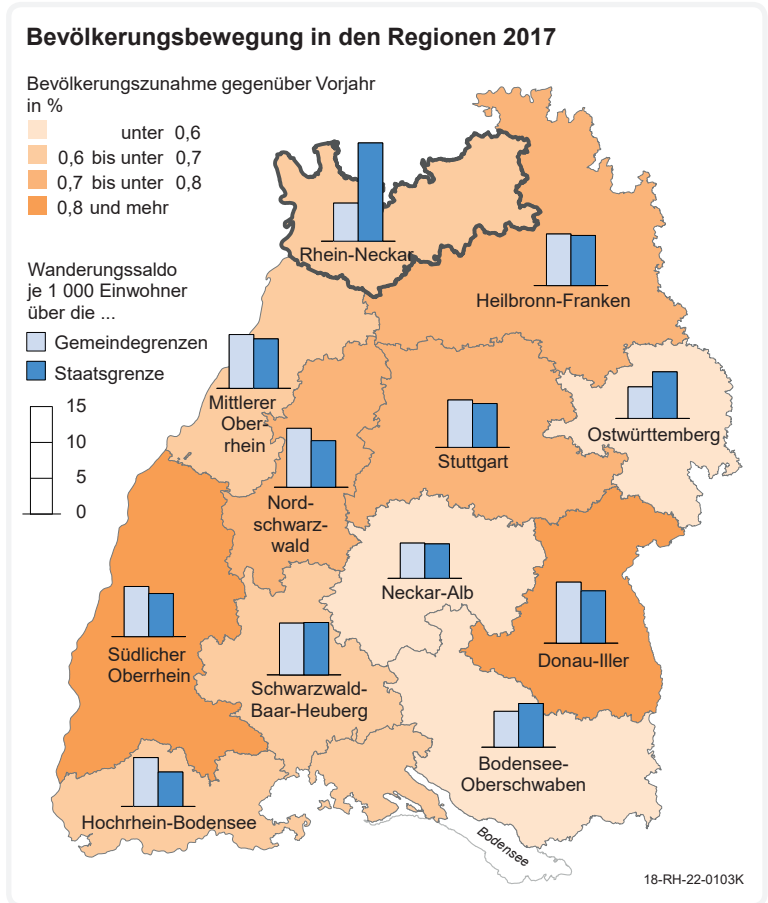 Bevölkerungsbewegung in den Regionen 2017
Bevölkerungszunahme gegenüber Vorjahr
in %
unter 0,6
0,6 bis unter 0,7
0,7 bis unter 0,8
0,8 und mehr
Wanderungssaldo
je 1 000 Einwohner
über die ...
Gemeindegrenzen
Staatsgrenze
15
10
5
0
Rhein-Neckar
Heilbronn-Franken
Mittlerer
Ober-
rhein
Ostwürttemberg
Stuttgart
Nord-
schwarz-
wald
Neckar-Alb
Südlicher
Oberrhein
Donau-Iller
Schwarzwald-
Baar-Heuberg
Bodensee-
Oberschwaben
Hochrhein-Bodensee
Bodensee
18-RH-22-0103K